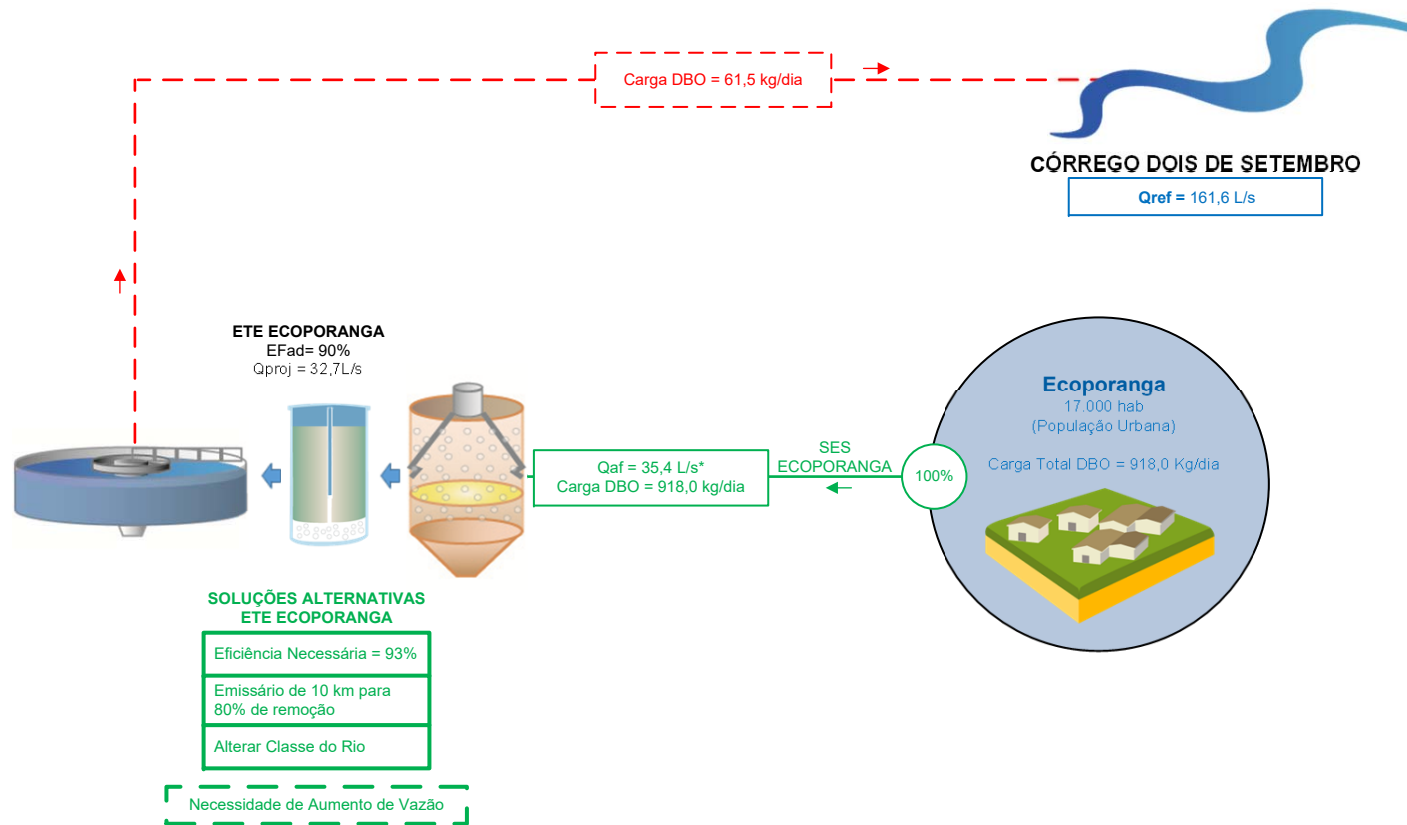 Carga DBO = 61,5 kg/dia
CÓRREGO DOIS DE SETEMBRO
Qref = 161,6 L/s
ETE ECOPORANGA
EFad= 90%
Qproj = 32,7L/s
Ecoporanga
17.000 hab
(População Urbana)
Carga Total DBO = 918,0 Kg/dia
SES
ECOPORANGA
100%
Qaf = 35,4 L/s*
Carga DBO = 918,0 kg/dia
SOLUÇÕES ALTERNATIVAS
ETE ECOPORANGA
Eficiência Necessária = 93%
Emissário de 10 km para
80% de remoção
Alterar Classe do Rio
Necessidade de Aumento de Vazão